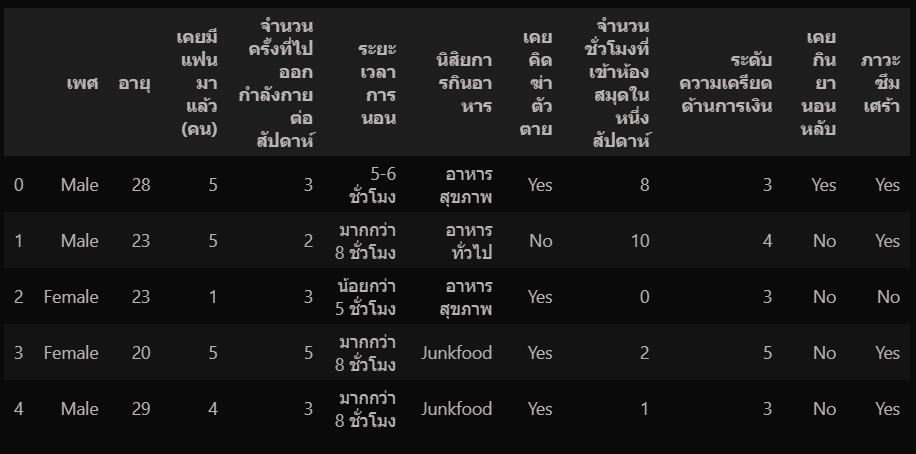 เพศ อายุ เคยมีแฟนมาแล้ว (คน) จำนวนครั้งที่ไปออกกำลังกายต่อสัปดาห์ ระยะเวลาการนอน นิสิยการกินอาหาร เคยคิดฆ่าตัวตาย จำนวนชั่วโมงที่เข้าห้องสมุดในหนึ่งสัปดาห์ ระดับความเครียดด้านการเงิน เคยกินยานอนหลับ ภาวะซึมเศร้า
0 Male 28 5 3 5-6 ชั่วโมง อาหารสุขภาพ Yes 8 3 Yes Yes
1 Male 23 5 2 มากกว่า 8 ชั่วโมง อาหารทั่วไป No 10 4 No Yes
2 Female 23 1 3 น้อยกว่า 5 ชั่วโมง อาหารสุขภาพ Yes 0 3 No No
3 Female 20 5 5 มากกว่า 8 ชั่วโมง Junkfood Yes 2 5 No Yes
4 Male 29 4 3 มากกว่า 8 ชั่วโมง Junkfood Yes 1 3 No Yes